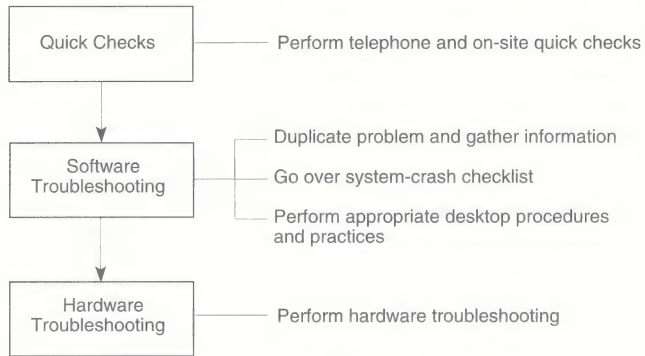 Quick Checks
Perform telephone and on-site quick checks
Software
Troubleshooting
Duplicate problem and gather information
Go over system-crash checklist
Perform appropriate desktop procedures
and practices
Hardware
Troubleshooting
Perform hardware troubleshooting